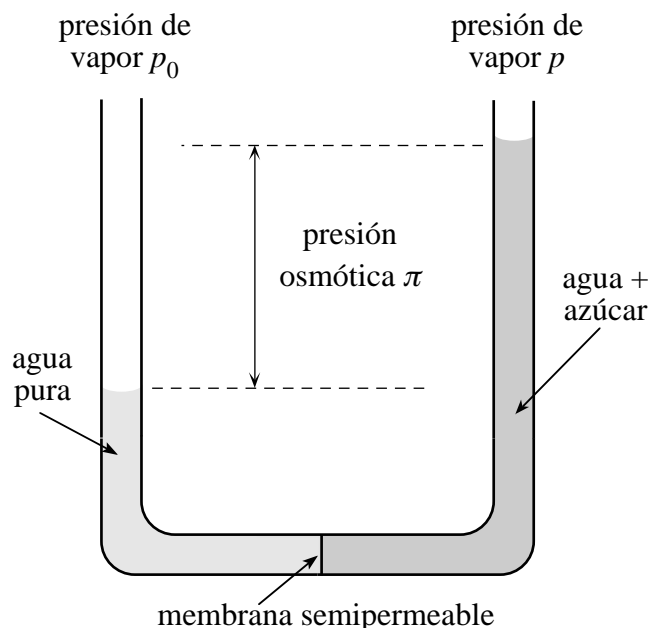 presión de
vapor p₀
presión de
vapor p
presión
osmótica π
agua +
azúcar
agua
pura
membrana semipermeable